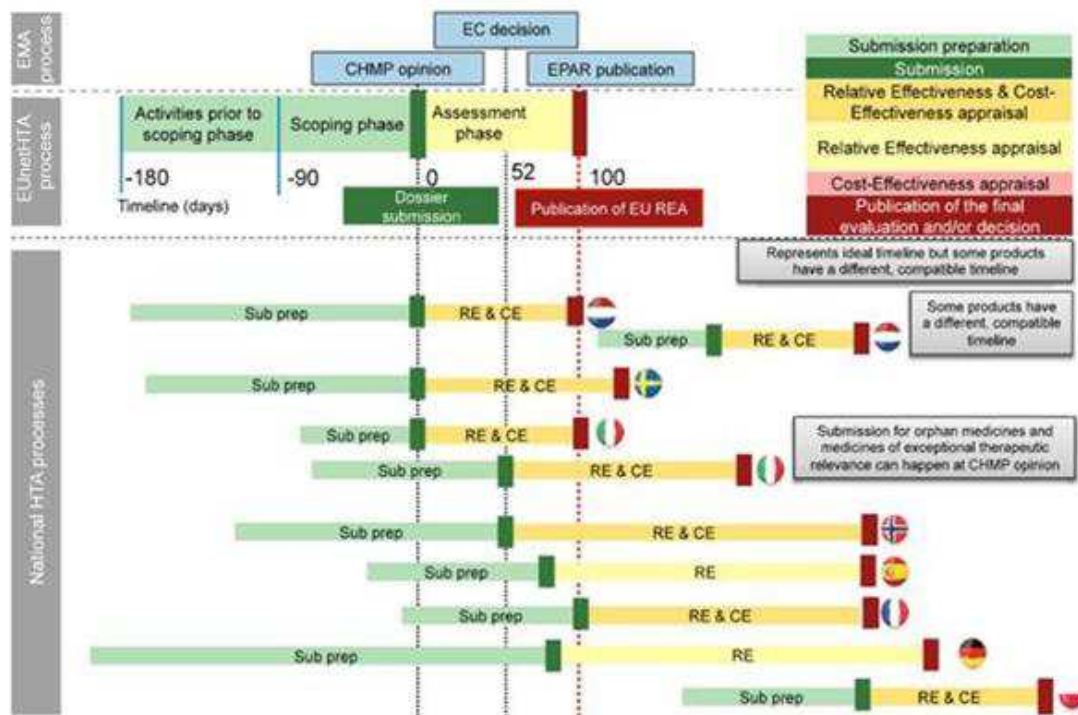 EMA
process
EC decision
CHMP opinion
EPAR publication
Submission preparation
Submission
Relative Effectiveness & Cost-
Effectiveness appraisal
Relative Effectiveness appraisal
Cost-Effectiveness appraisal
Publication of the final
evaluation and/or decision
EUnetHTA
process
Activities prior to
scoping phase
Scoping phase
Assessment
phase
-180
-90
0
52
100
Timeline (days)
Dossier
submission
Publication of EU REA
Represents ideal timeline but some products
have a different, compatible timeline
Some products have
a different, compatible
timeline
National HTA processes
Sub prep
RE & CE
Sub prep
RE & CE
Sub prep
RE & CE
Sub prep
RE & CE
Submission for orphan medicines and
medicines of exceptional therapeutic
relevance can happen at CHMP opinion
Sub prep
RE & CE
Sub prep
RE & CE
Sub prep
RE
Sub prep
RE & CE
Sub prep
RE
Sub prep
RE & CE